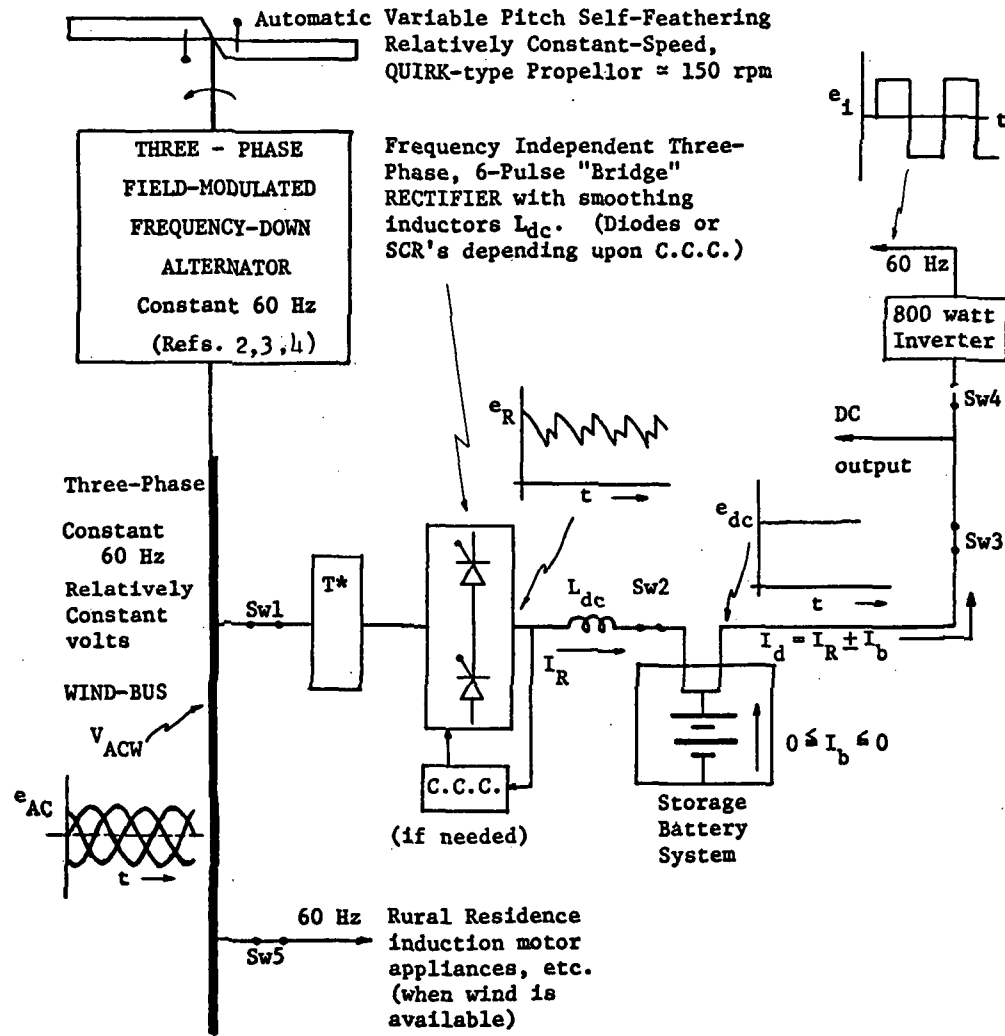 Automatic Variable Pitch Self-Feathering
Relatively Constant-Speed,
QUIRK-type Propellor ≈ 150 rpm
THREE - PHASE
FIELD-MODULATED
FREQUENCY-DOWN
ALTERNATOR
Constant 60 Hz
(Refs. 2,3,4)
Frequency Independent Three-
Phase, 6-Pulse "Bridge"
RECTIFIER with smoothing
inductors Ldc. (Diodes or
SCR's depending upon C.C.C.)
ei
t
60 Hz
800 watt
Inverter
Sw4
DC
output
Sw3
eR
t
edc
t
Three-Phase
Constant
60 Hz
Relatively
Constant
volts
WIND-BUS
VACW
Sw1
T*
Ldc
Sw2
IR
Id = IR ± Ib
0 ≤ Ib ≤ 0
C.C.C.
(if needed)
Storage
Battery
System
eAC
t
Sw5
60 Hz
Rural Residence
induction motor
appliances, etc.
(when wind is
available)